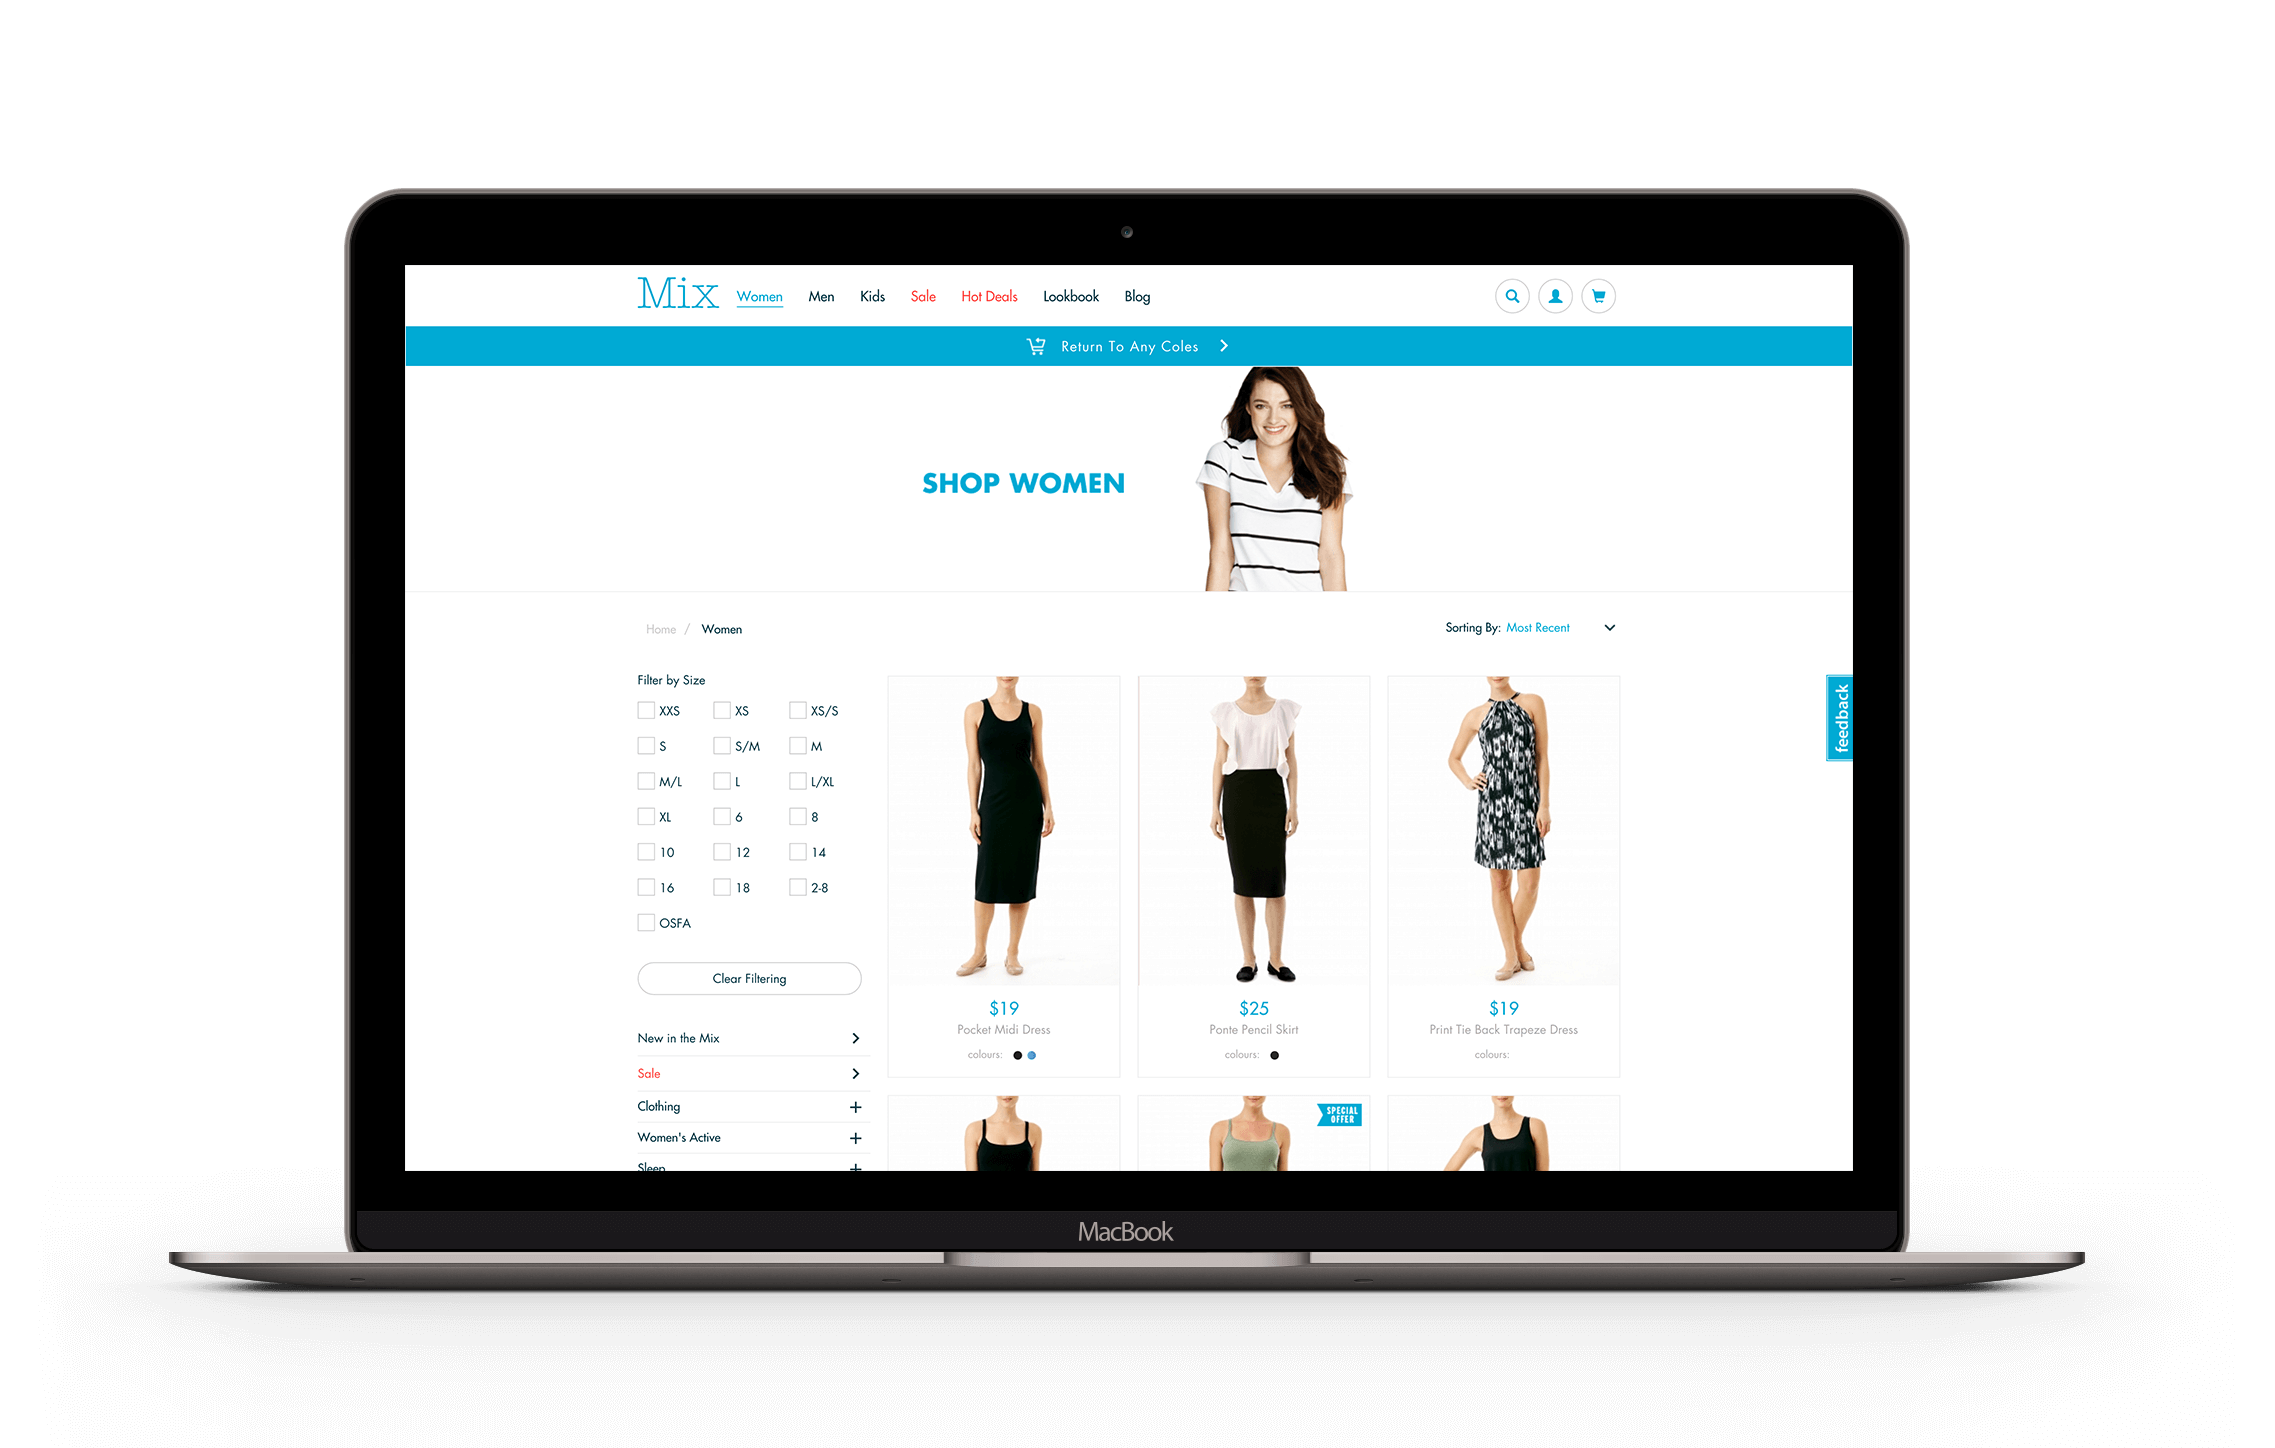 Mix Women Men Kids Sale Hot Deals Lookbook Blog
Return To Any Coles
SHOP WOMEN
Home / Women
Sorting By: Most Recent
feedback
Filter by Size
XXS XS XS/S
S S/M M
M/L L L/XL
XL 6 8
10 12 14
16 18 2-8
OSFA
Clear Filtering
New in the Mix
Sale
Clothing
Women's Active
Sleep
$19
Pocket Midi Dress
colours:
$25
Ponte Pencil Skirt
colours:
$19
Print Tie Back Trapeze Dress
colours:
SPECIAL
OFFER
MacBook